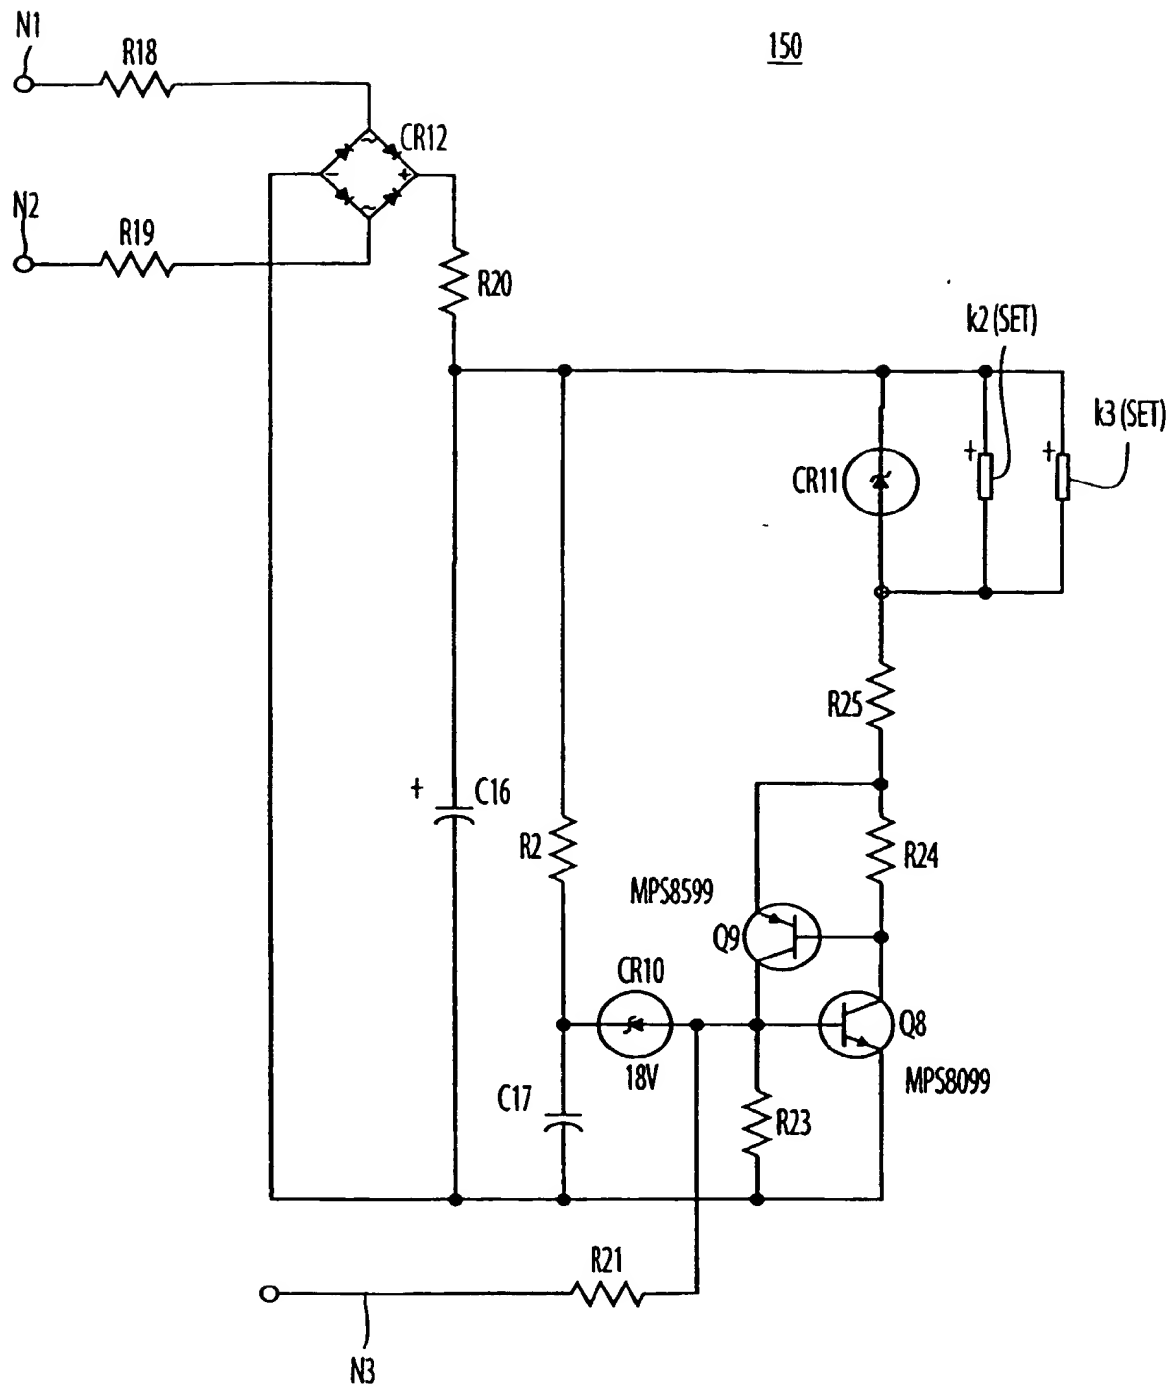 N1
R18
150
CR12
N2
R19
R20
k2 (SET)
k3 (SET)
CR11
R25
C16
R2
R24
MPS8599
Q9
CR10
Q8
18V
MPS8099
C17
R23
R21
N3